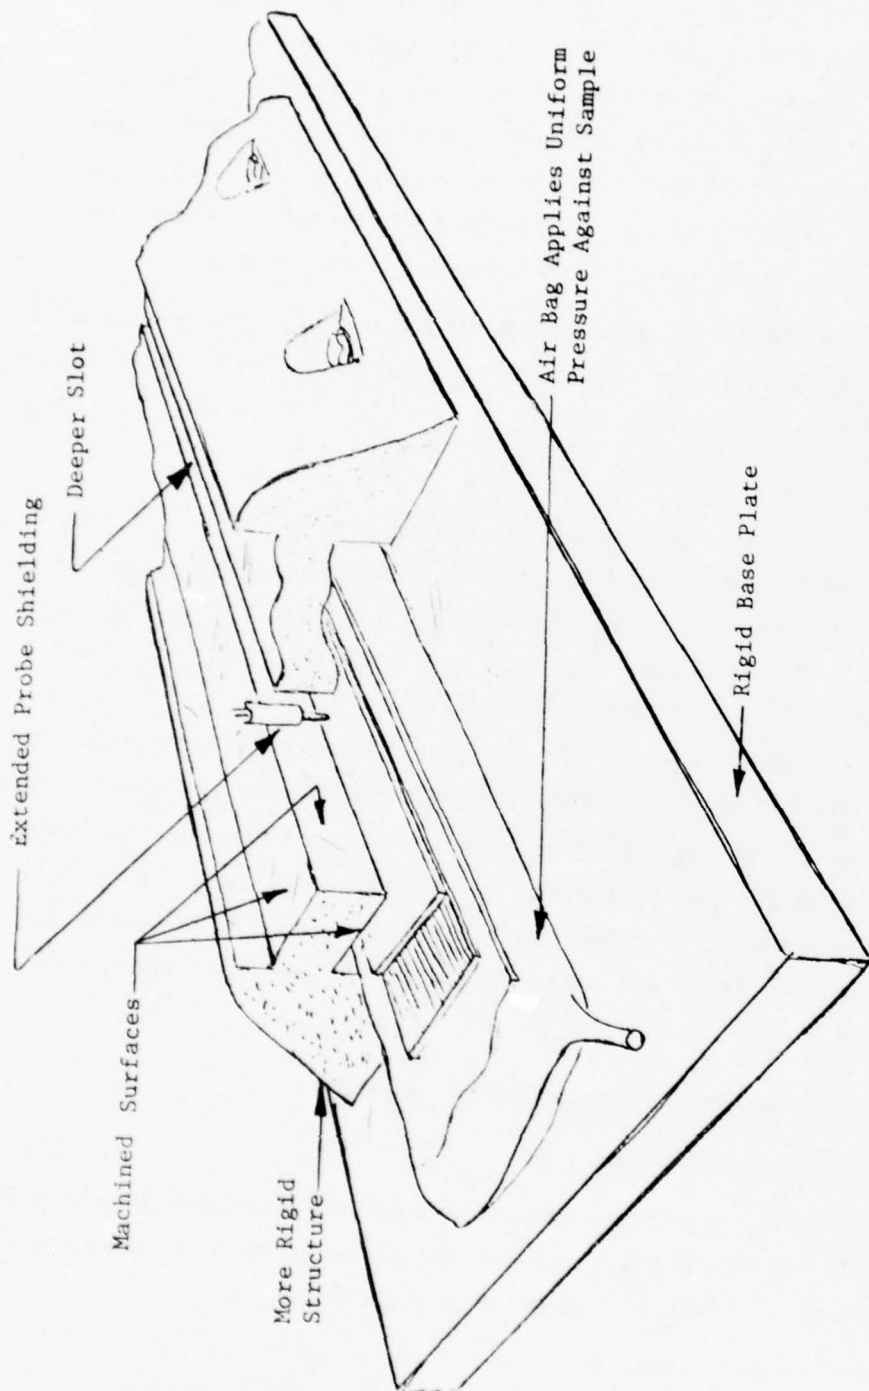 Extended Probe Shielding
Deeper Slot
Machined Surfaces
More Rigid
Structure
Air Bag Applies Uniform
Pressure Against Sample
Rigid Base Plate